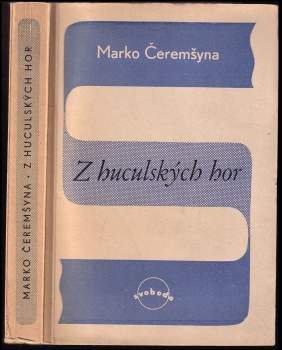 MARKO ČEREMŠYNA · Z HUCULSKÝCH HOR
Marko Čeremšyna
Z huculských hor
svoboda